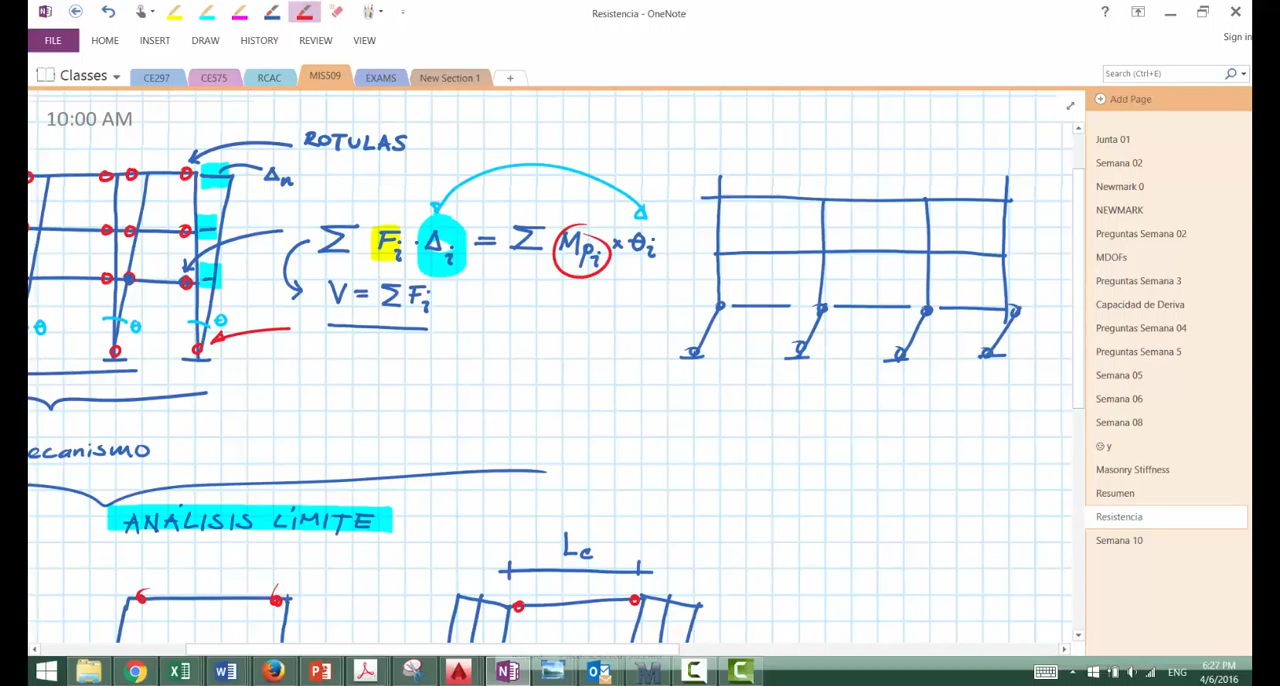 Resistencia - OneNote
Sign in
FILE HOME INSERT DRAW HISTORY REVIEW VIEW
Classes CE297 CE575 RCAC MIS509 EXAMS New Section 1 +
Search (Ctrl+E)
Add Page
10:00 AM
ROTULAS
Δn
Σ Fi · Δi = Σ Mpi × θi
V = Σ Fi
θ θ θ
ecanismo
ANÁLISIS LÍMITE
Lc
Junta 01
Semana 02
Newmark 0
NEWMARK
Preguntas Semana 02
MDOFs
Preguntas Semana 3
Capacidad de Deriva
Preguntas Semana 04
Preguntas Semana 5
Semana 05
Semana 06
Semana 08
☹ y
Masonry Stiffness
Resumen
Resistencia
Semana 10
ENG
6:27 PM
4/6/2016